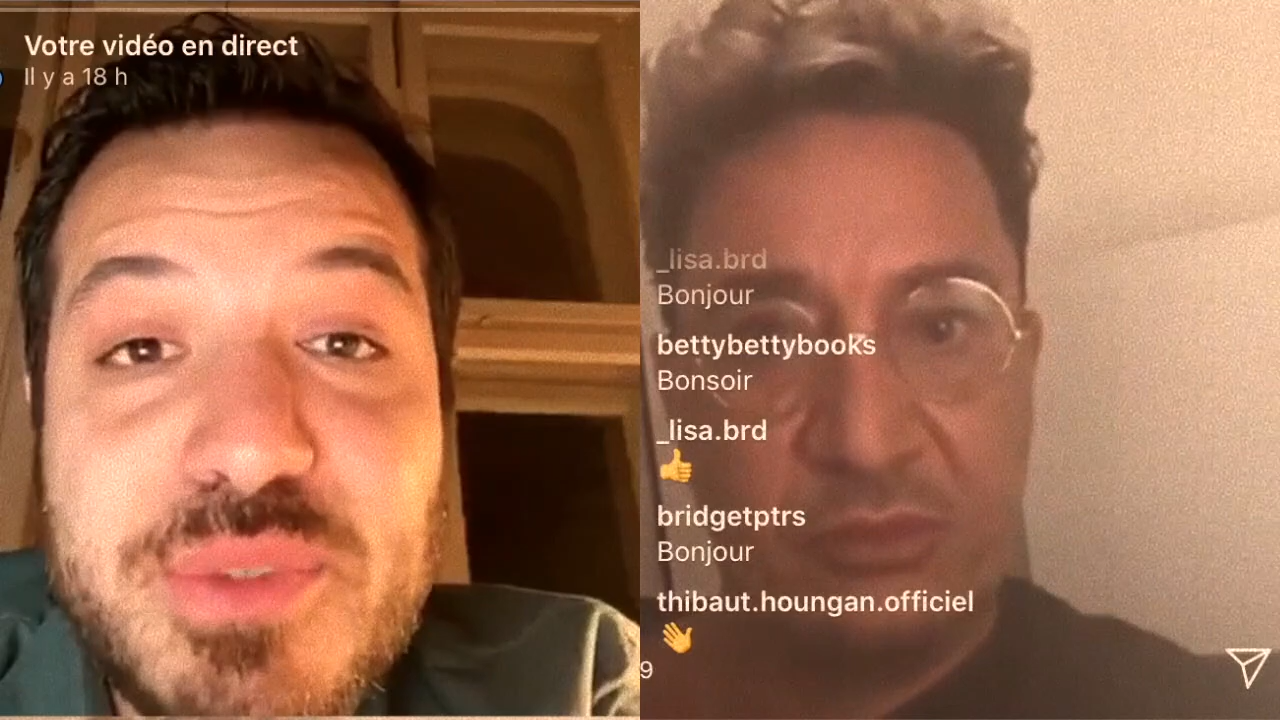 Votre vidéo en direct
Il y a 18 h
_lisa.brd
Bonjour
bettybettybooks
Bonsoir
_lisa.brd
👍
bridgetptrs
Bonjour
thibaut.houngan.officiel
👋
9